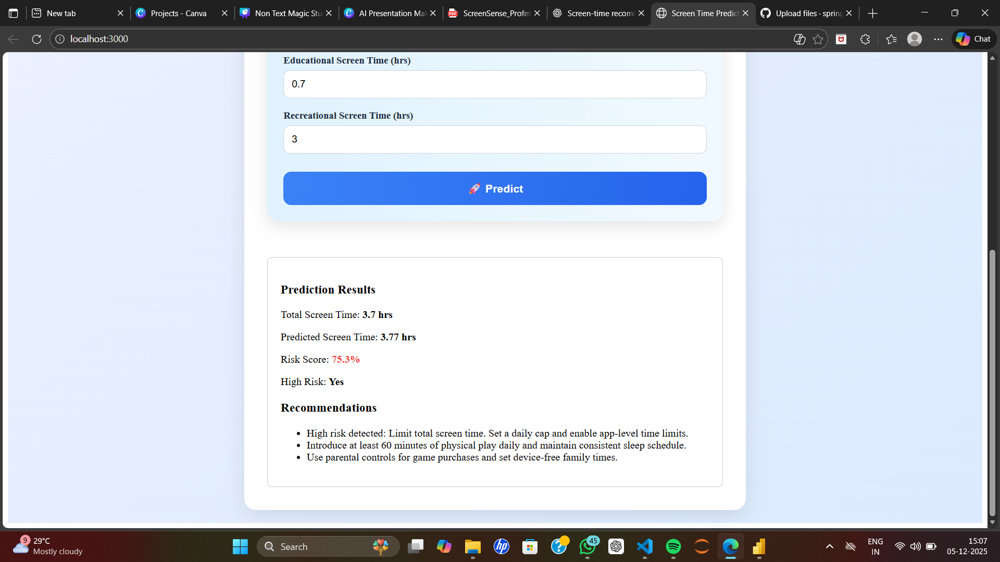 New tab
Projects - Canva
Non Text Magic Stu
AI Presentation Ma
ScreenSense_Profes
Screen-time recom
Screen Time Predict
Upload files · spring
localhost:3000
Chat
Educational Screen Time (hrs)
0.7
Recreational Screen Time (hrs)
3
🚀 Predict
Prediction Results
Total Screen Time: 3.7 hrs
Predicted Screen Time: 3.77 hrs
Risk Score: 75.3%
High Risk: Yes
Recommendations
• High risk detected: Limit total screen time. Set a daily cap and enable app-level time limits.
• Introduce at least 60 minutes of physical play daily and maintain consistent sleep schedule.
• Use parental controls for game purchases and set device-free family times.
9
29°C
Mostly cloudy
Search
hp
45
ENG
IN
15:07
05-12-2025